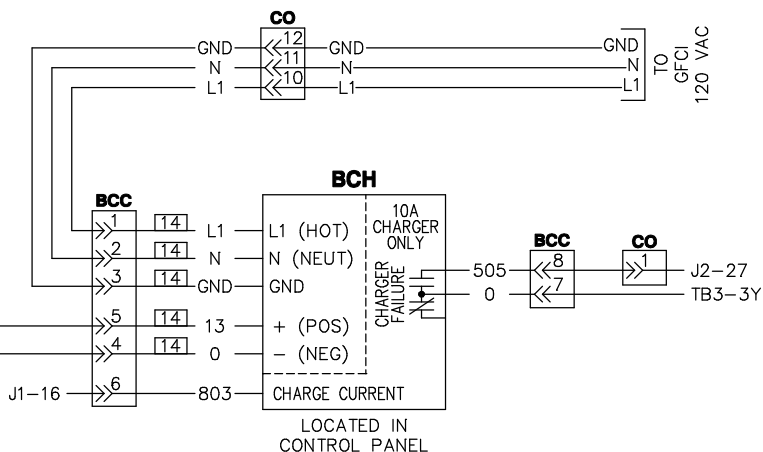 CO
GND 12 GND GND
N 11 N N
L1 10 L1 L1
TO
GFCI
120 VAC
BCH
BCC
1 14 L1 L1 (HOT)
2 14 N N (NEUT)
3 14 GND GND
5 14 13 + (POS)
4 14 0 − (NEG)
J1−16 6 803 CHARGE CURRENT
10A
CHARGER
ONLY
CHARGER
FAILURE
BCC CO
505 8 1 J2−27
0 7 TB3−3Y
LOCATED IN
CONTROL PANEL